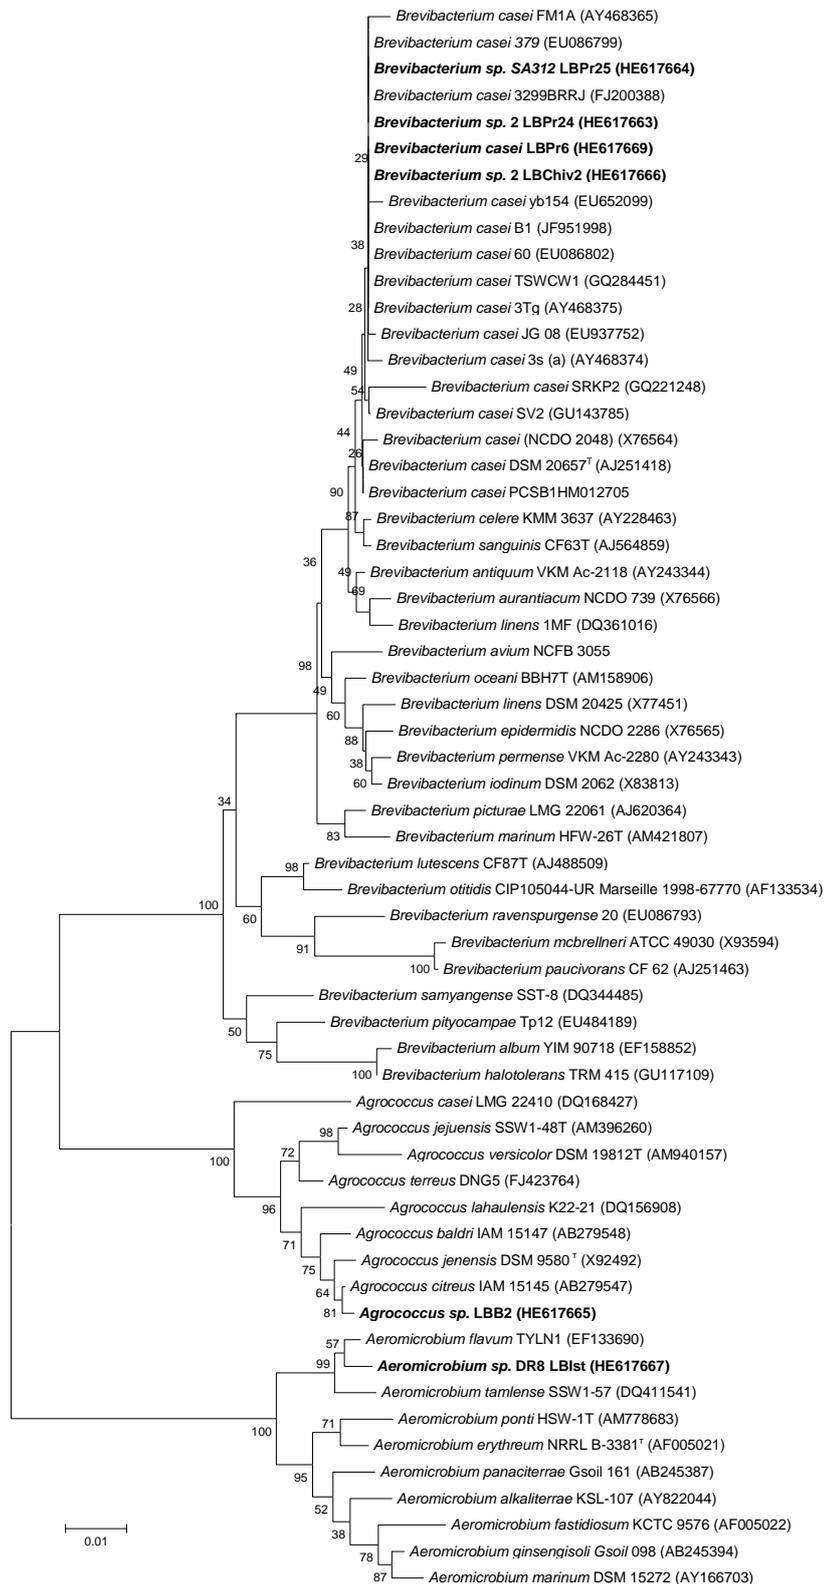 Brevibacterium casei FM1A (AY468365)
Brevibacterium casei 379 (EU086799)
Brevibacterium sp. SA312 LBPr25 (HE617664)
Brevibacterium casei 3299BRRJ (FJ200388)
Brevibacterium sp. 2 LBPr24 (HE617663)
Brevibacterium casei LBPr6 (HE617669)
29
Brevibacterium sp. 2 LBChiv2 (HE617666)
Brevibacterium casei yb154 (EU652099)
Brevibacterium casei B1 (JF951998)
38
Brevibacterium casei 60 (EU086802)
Brevibacterium casei TSWCW1 (GQ284451)
28
Brevibacterium casei 3Tg (AY468375)
Brevibacterium casei JG 08 (EU937752)
Brevibacterium casei 3s (a) (AY468374)
49
Brevibacterium casei SRKP2 (GQ221248)
54
Brevibacterium casei SV2 (GU143785)
44
Brevibacterium casei (NCDO 2048) (X76564)
26
Brevibacterium casei DSM 20657T (AJ251418)
90
Brevibacterium casei PCSB1HM012705
87
Brevibacterium celere KMM 3637 (AY228463)
Brevibacterium sanguinis CF63T (AJ564859)
36
49
Brevibacterium antiquum VKM Ac-2118 (AY243344)
69
Brevibacterium aurantiacum NCDO 739 (X76566)
Brevibacterium linens 1MF (DQ361016)
Brevibacterium avium NCFB 3055
98
Brevibacterium oceani BBH7T (AM158906)
49
Brevibacterium linens DSM 20425 (X77451)
60
Brevibacterium epidermidis NCDO 2286 (X76565)
88
Brevibacterium permense VKM Ac-2280 (AY243343)
38
Brevibacterium iodinum DSM 2062 (X83813)
60
34
Brevibacterium picturae LMG 22061 (AJ620364)
83
Brevibacterium marinum HFW-26T (AM421807)
98
Brevibacterium lutescens CF87T (AJ488509)
Brevibacterium otitidis CIP105044-UR Marseille 1998-67770 (AF133534)
100
60
Brevibacterium ravenspurgense 20 (EU086793)
91
Brevibacterium mcbrellneri ATCC 49030 (X93594)
100
Brevibacterium paucivorans CF 62 (AJ251463)
Brevibacterium samyangense SST-8 (DQ344485)
50
Brevibacterium pityocampae Tp12 (EU484189)
75
Brevibacterium album YIM 90718 (EF158852)
100
Brevibacterium halotolerans TRM 415 (GU117109)
Agrococcus casei LMG 22410 (DQ168427)
98
Agrococcus jejuensis SSW1-48T (AM396260)
100
72
Agrococcus versicolor DSM 19812T (AM940157)
Agrococcus terreus DNG5 (FJ423764)
96
Agrococcus lahaulensis K22-21 (DQ156908)
71
Agrococcus baldri IAM 15147 (AB279548)
75
Agrococcus jenensis DSM 9580 T (X92492)
64
Agrococcus citreus IAM 15145 (AB279547)
81
Agrococcus sp. LBB2 (HE617665)
57
Aeromicrobium flavum TYLN1 (EF133690)
99
Aeromicrobium sp. DR8 LBIst (HE617667)
Aeromicrobium tamlense SSW1-57 (DQ411541)
100
71
Aeromicrobium ponti HSW-1T (AM778683)
Aeromicrobium erythreum NRRL B-3381T (AF005021)
95
Aeromicrobium panaciterrae Gsoil 161 (AB245387)
52
Aeromicrobium alkaliterrae KSL-107 (AY822044)
38
Aeromicrobium fastidiosum KCTC 9576 (AF005022)
78
Aeromicrobium ginsengisoli Gsoil 098 (AB245394)
87
Aeromicrobium marinum DSM 15272 (AY166703)
0.01